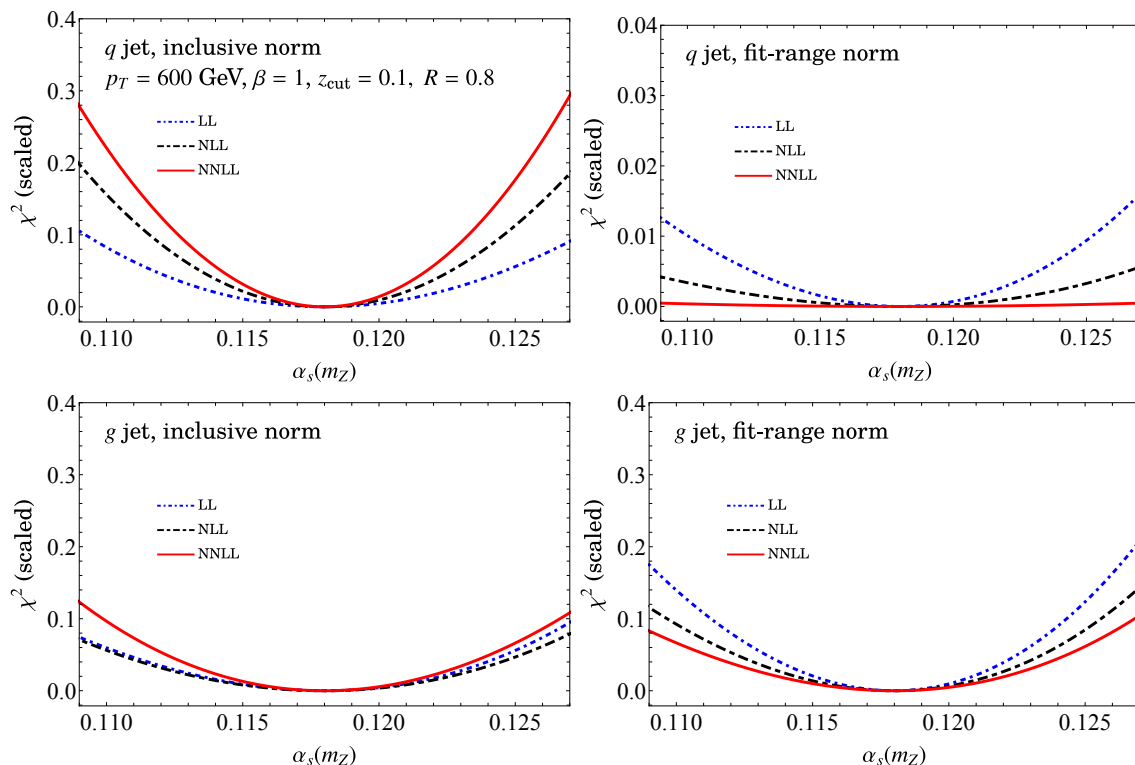 q jet, inclusive norm
p_T = 600 GeV, β = 1, z_cut = 0.1, R = 0.8
LL
NLL
NNLL
χ² (scaled)
0.4
0.3
0.2
0.1
0.0
0.110 0.115 0.120 0.125
α_s(m_Z)
q jet, fit-range norm
LL
NLL
NNLL
χ² (scaled)
0.04
0.03
0.02
0.01
0.00
0.110 0.115 0.120 0.125
α_s(m_Z)
g jet, inclusive norm
LL
NLL
NNLL
χ² (scaled)
0.4
0.3
0.2
0.1
0.0
0.110 0.115 0.120 0.125
α_s(m_Z)
g jet, fit-range norm
LL
NLL
NNLL
χ² (scaled)
0.4
0.3
0.2
0.1
0.0
0.110 0.115 0.120 0.125
α_s(m_Z)